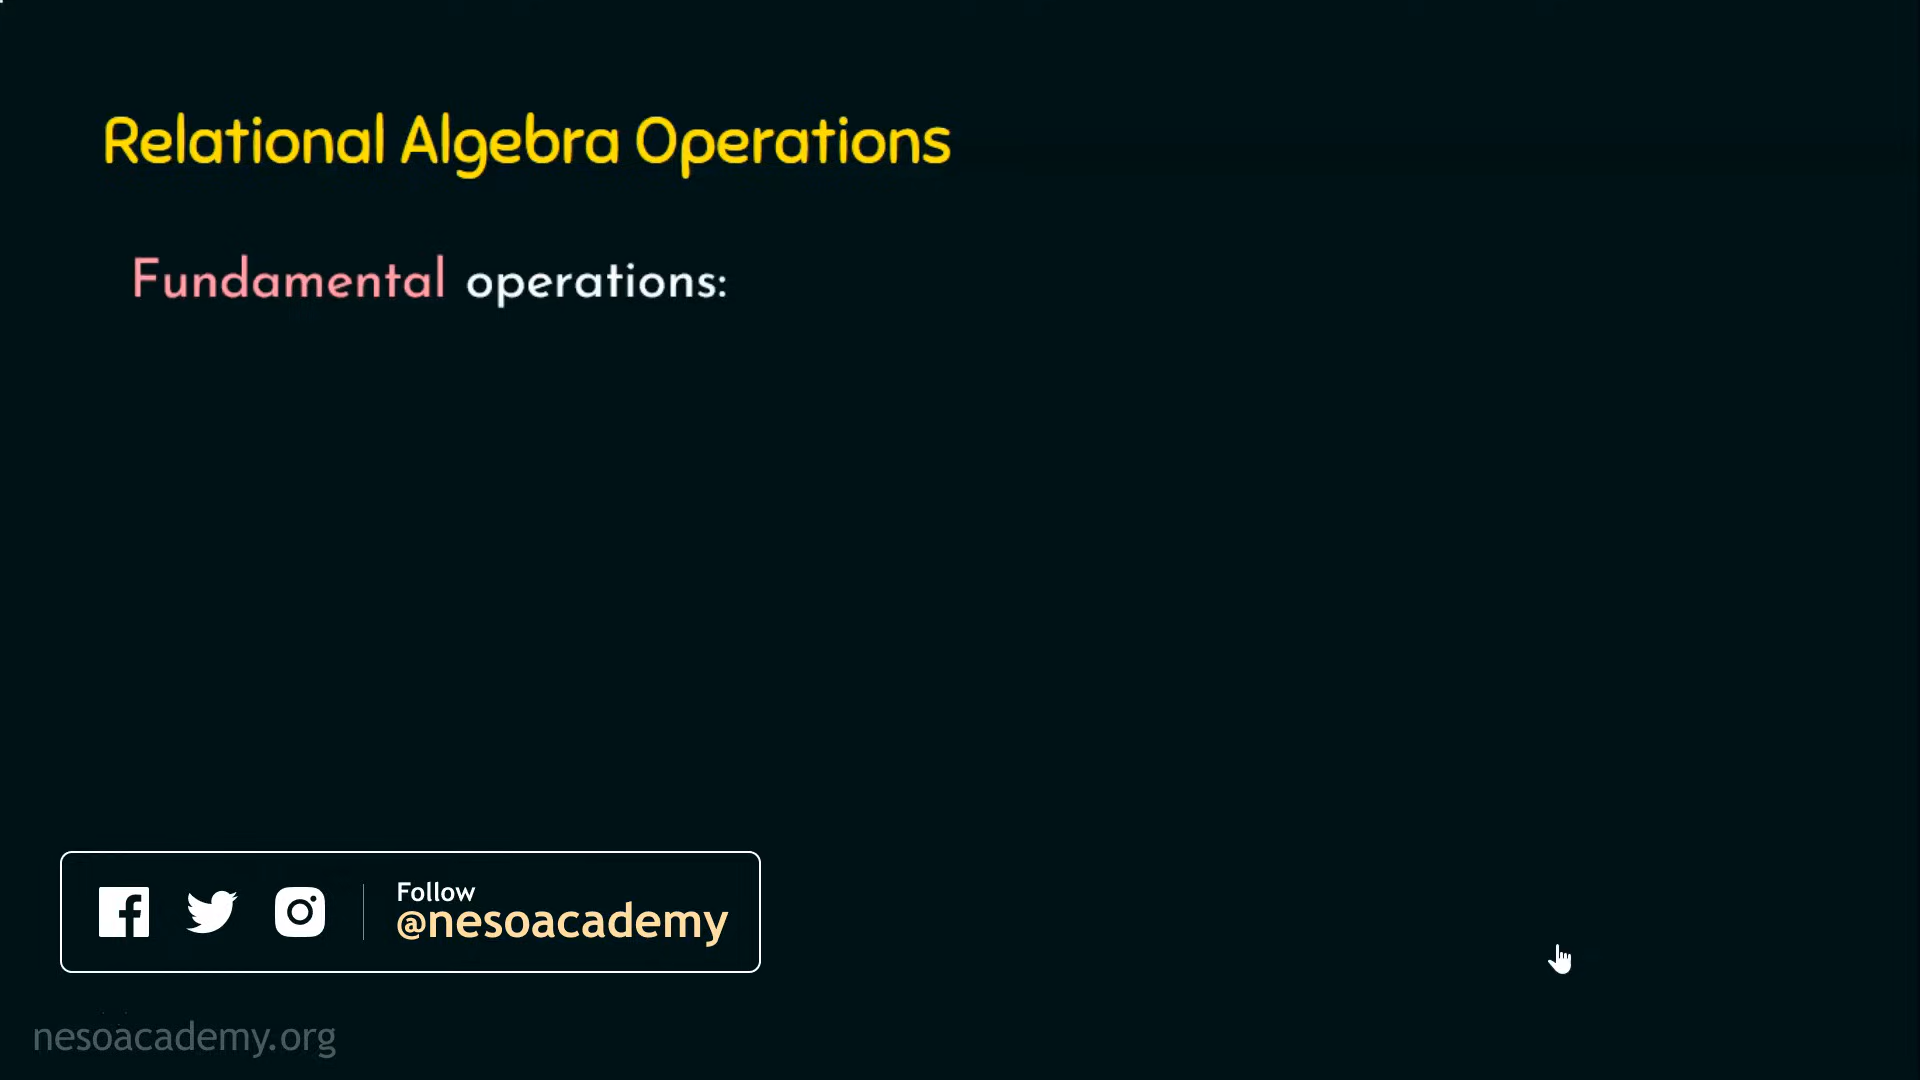 Relational Algebra Operations
Fundamental operations:
Follow
@nesoacademy
nesoacademy.org